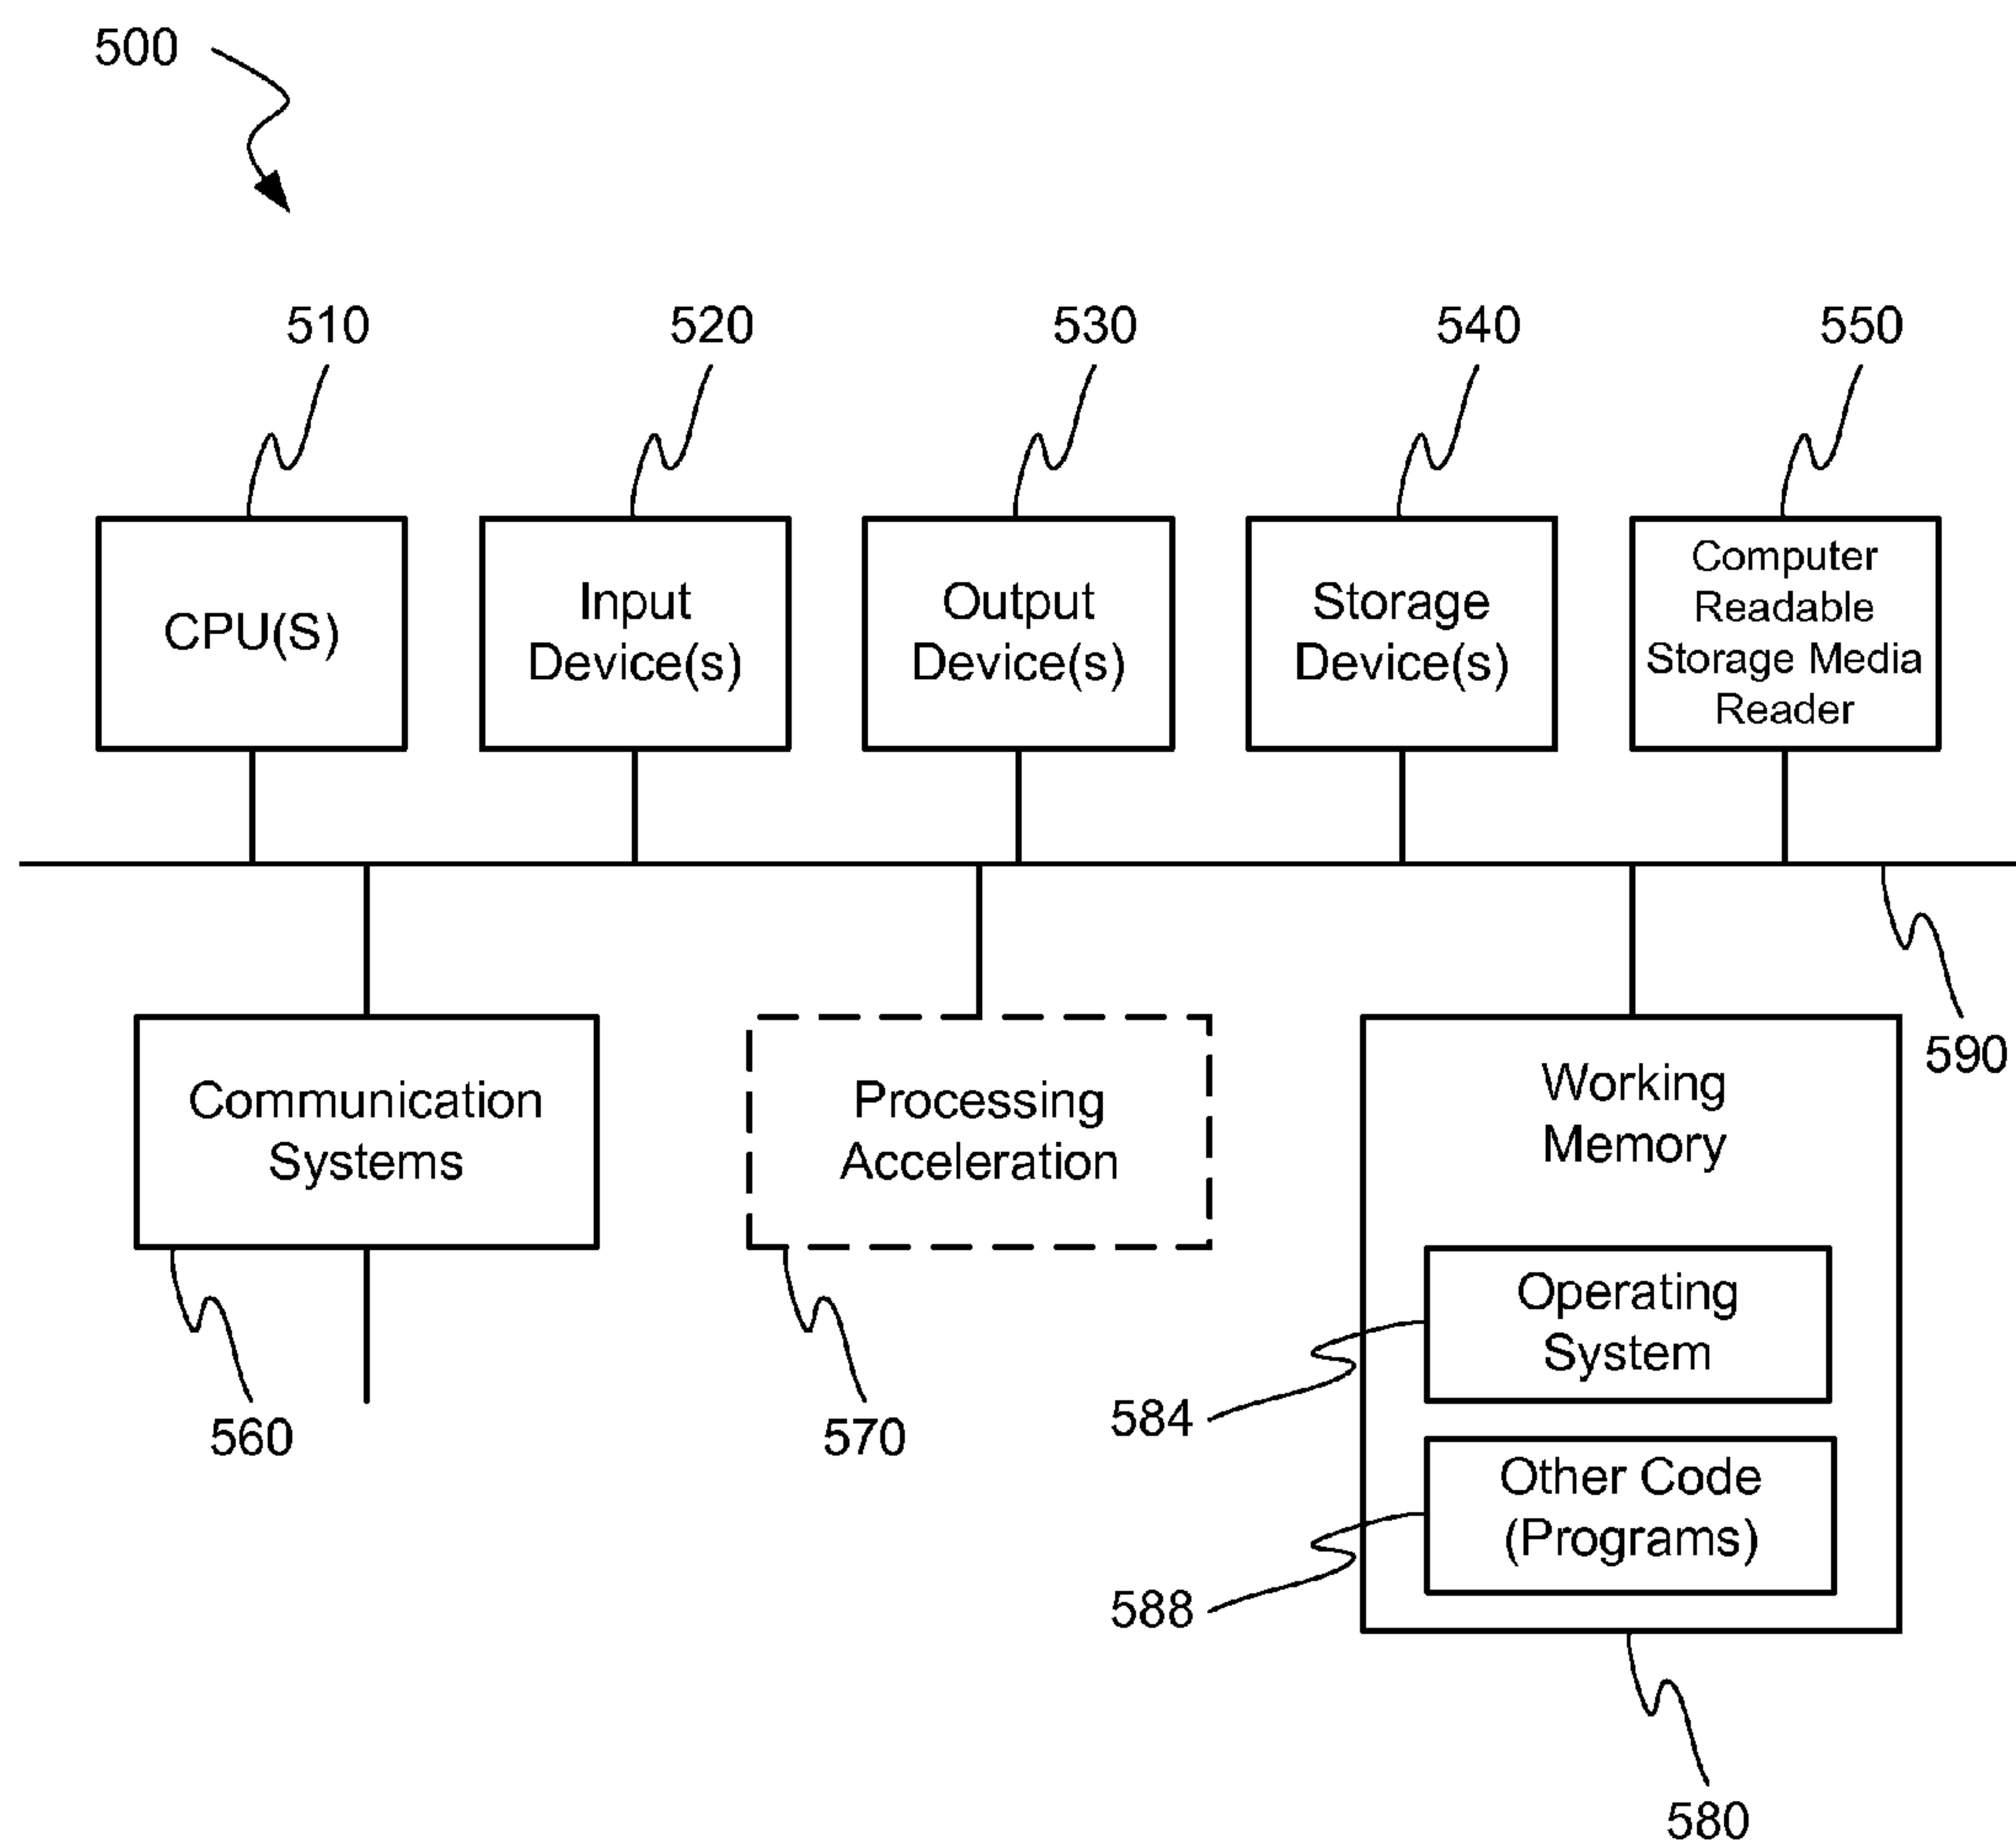 500
510
520
530
540
550
CPU(S)
Input
Device(s)
Output
Device(s)
Storage
Device(s)
Computer
Readable
Storage Media
Reader
590
Communication
Systems
Processing
Acceleration
Working
Memory
Operating
System
Other Code
(Programs)
560
570
584
588
580